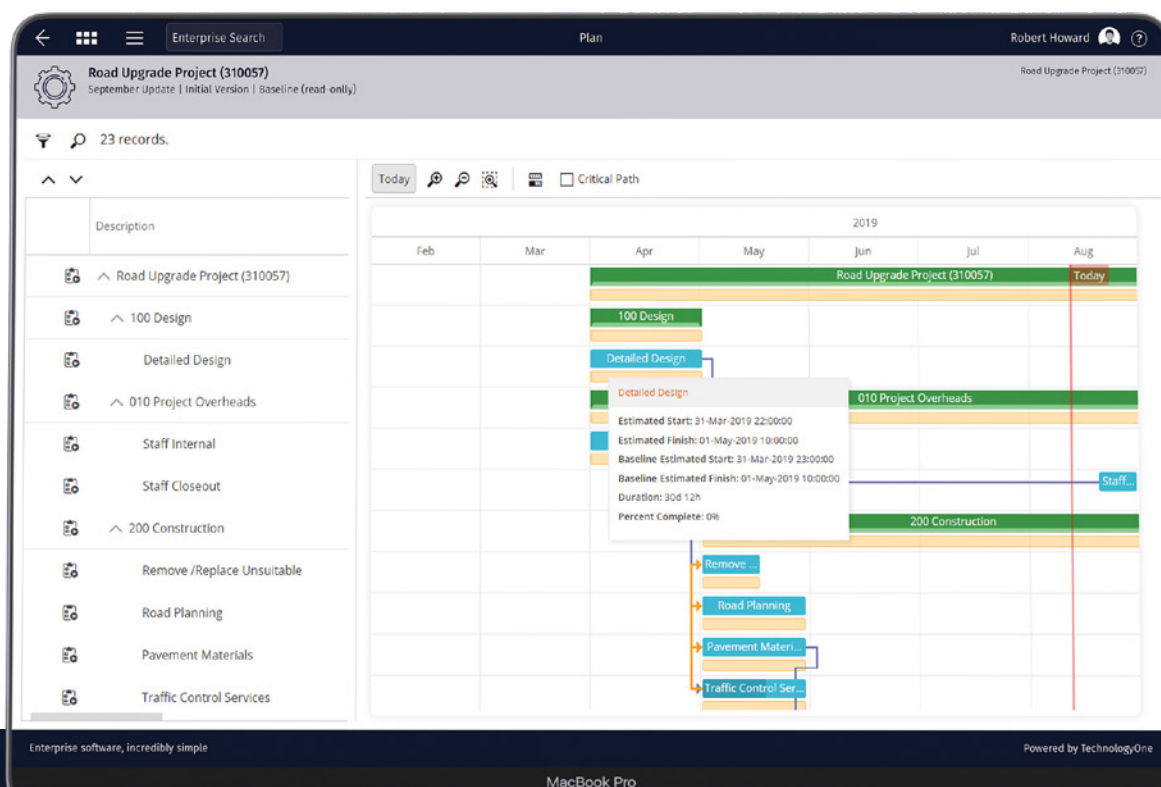 Enterprise Search
Plan
Robert Howard
?
Road Upgrade Project (310057)
September Update | Initial Version | Baseline (read-onlly)
Road Upgrade Project (310057)
23 records.
Today
Critical Path
Description
2019
Feb Mar Apr May Jun Jul Aug
Road Upgrade Project (310057)
Road Upgrade Project (310057)
Today
100 Design
100 Design
Detailed Design
Detailed Design
010 Project Overheads
010 Project Overheads
Staff Internal
Staff Closeout
Staff...
200 Construction
200 Construction
Remove /Replace Unsuitable
Remove ...
Road Planning
Road Planning
Pavement Materials
Pavement Materi...
Traffic Control Services
Traffic Control Ser...
Detailed Design
Estimated Start: 31-Mar-2019 22:00:00
Estimated Finish: 01-May-2019 10:00:00
Baseline Estimated Start: 31-Mar-2019 23:00:00
Baseline Estimated Finish: 01-May-2019 10:00:00
Duration: 30d 12h
Percent Complete: 0%
Enterprise software, incredibly simple
Powered by TechnologyOne
MacBook Pro